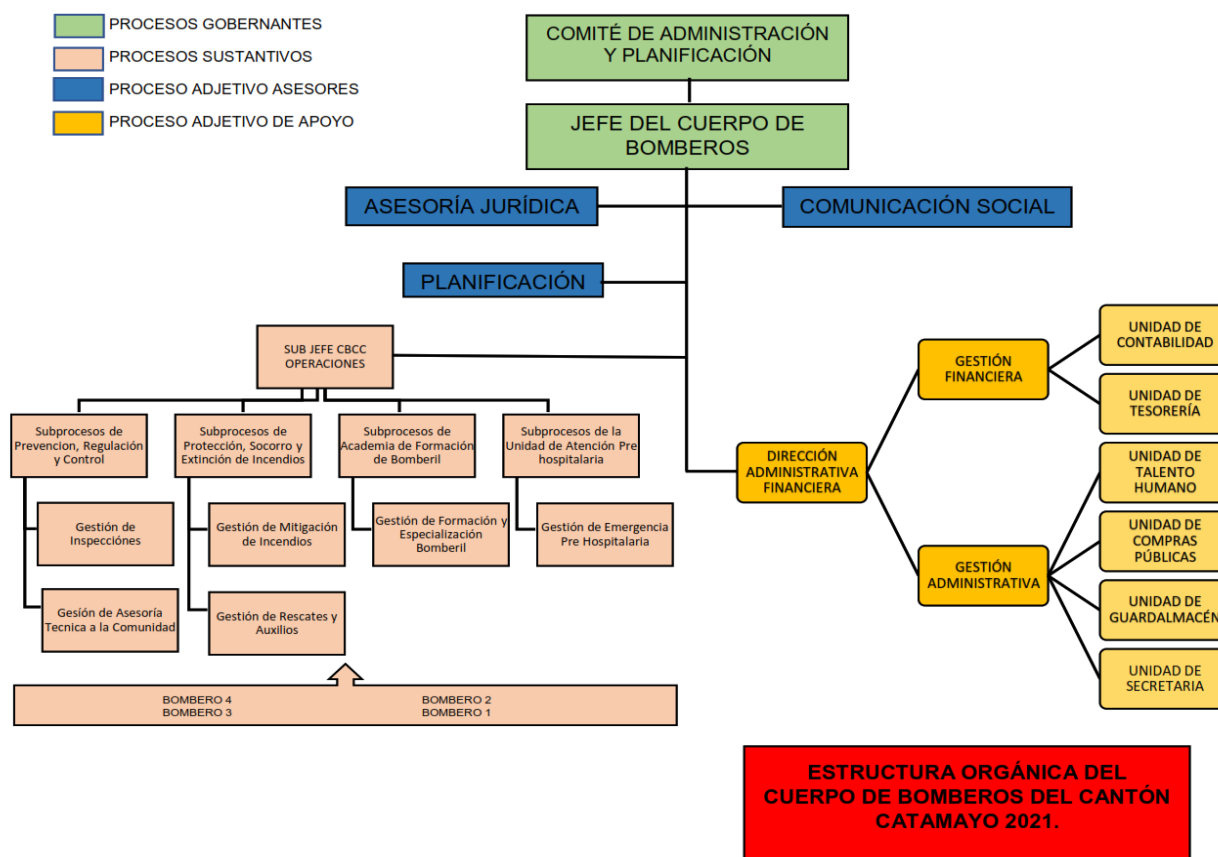 PROCESOS GOBERNANTES
PROCESOS SUSTANTIVOS
PROCESO ADJETIVO ASESORES
PROCESO ADJETIVO DE APOYO
COMITÉ DE ADMINISTRACIÓN
Y PLANIFICACIÓN
JEFE DEL CUERPO DE
BOMBEROS
ASESORÍA JURÍDICA
COMUNICACIÓN SOCIAL
PLANIFICACIÓN
SUB JEFE CBCC
OPERACIONES
Subprocesos de
Prevencion, Regulación
y Control
Subprocesos de
Protección, Socorro y
Extinción de Incendios
Subprocesos de
Academia de Formación
de Bomberil
Subprocesos de la
Unidad de Atención Pre
hospitalaria
Gestión de
Inspecciónes
Gestión de Mitigación
de Incendios
Gestión de Formación y
Especialización
Bomberil
Gestión de Emergencia
Pre Hospitalaria
Gesión de Asesoría
Tecnica a la Comunidad
Gestión de Rescates y
Auxilios
BOMBERO 4
BOMBERO 3
BOMBERO 2
BOMBERO 1
DIRECCIÓN
ADMINISTRATIVA
FINANCIERA
GESTIÓN
FINANCIERA
GESTIÓN
ADMINISTRATIVA
UNIDAD DE
CONTABILIDAD
UNIDAD DE
TESORERÍA
UNIDAD DE
TALENTO
HUMANO
UNIDAD DE
COMPRAS
PÚBLICAS
UNIDAD DE
GUARDALMACÉN
UNIDAD DE
SECRETARIA
ESTRUCTURA ORGÁNICA DEL
CUERPO DE BOMBEROS DEL CANTÓN
CATAMAYO 2021.